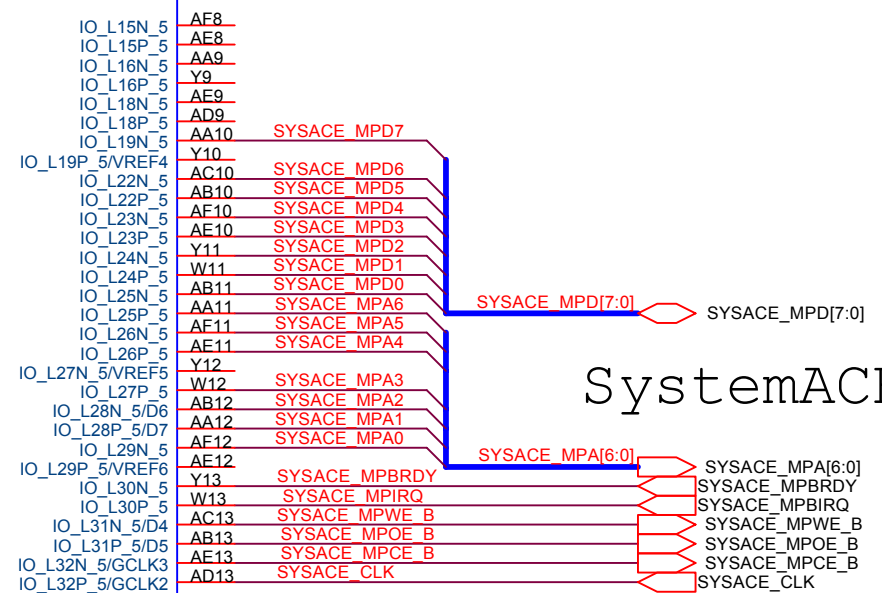 IO_L15N_5 AF8
IO_L15P_5 AE8
IO_L16N_5 AA9
IO_L16P_5 Y9
IO_L18N_5 AE9
IO_L18P_5 AD9
IO_L19N_5 AA10 SYSACE_MPD7
IO_L19P_5/VREF4 Y10
IO_L22N_5 AC10 SYSACE_MPD6
IO_L22P_5 AB10 SYSACE_MPD5
IO_L23N_5 AF10 SYSACE_MPD4
IO_L23P_5 AE10 SYSACE_MPD3
IO_L24N_5 Y11 SYSACE_MPD2
IO_L24P_5 W11 SYSACE_MPD1
IO_L25N_5 AB11 SYSACE_MPD0
IO_L25P_5 AA11 SYSACE_MPA6 SYSACE_MPD[7:0] SYSACE_MPD[7:0]
IO_L26N_5 AF11 SYSACE_MPA5
IO_L26P_5 AE11 SYSACE_MPA4
IO_L27N_5/VREF5 Y12
IO_L27P_5 W12 SYSACE_MPA3 SystemACE
IO_L28N_5/D6 AB12 SYSACE_MPA2
IO_L28P_5/D7 AA12 SYSACE_MPA1
IO_L29N_5 AF12 SYSACE_MPA0
IO_L29P_5/VREF6 AE12 SYSACE_MPA[6:0] SYSACE_MPA[6:0]
IO_L30N_5 Y13 SYSACE_MPBRDY SYSACE_MPBRDY
IO_L30P_5 W13 SYSACE_MPIRQ SYSACE_MPBIRQ
IO_L31N_5/D4 AC13 SYSACE_MPWE_B SYSACE_MPWE_B
IO_L31P_5/D5 AB13 SYSACE_MPOE_B SYSACE_MPOE_B
IO_L32N_5/GCLK3 AE13 SYSACE_MPCE_B SYSACE_MPCE_B
IO_L32P_5/GCLK2 AD13 SYSACE_CLK SYSACE_CLK